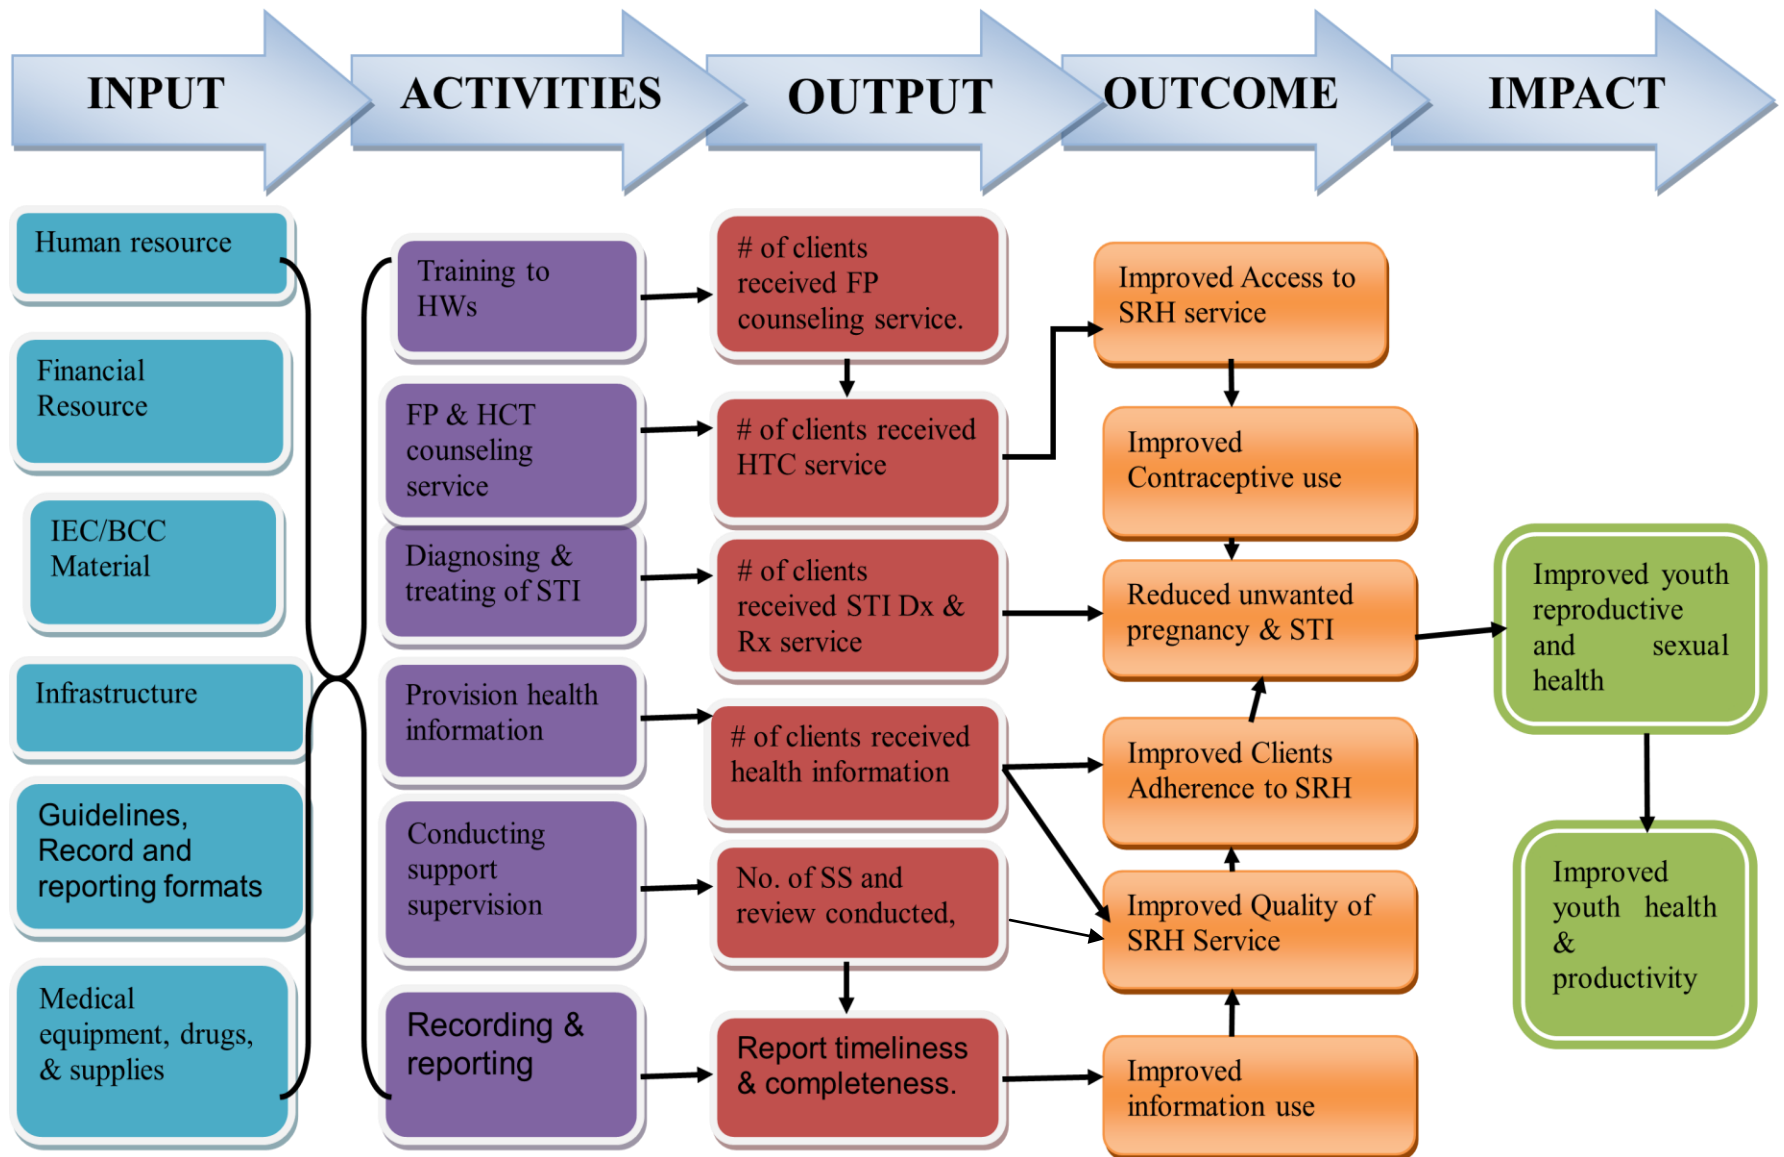 INPUT
ACTIVITIES
OUTPUT
OUTCOME
IMPACT
Human resource
Financial
Resource
IEC/BCC
Material
Infrastructure
Guidelines,
Record and
reporting formats
Medical
equipment, drugs,
& supplies
Training to
HWs
FP & HCT
counseling
service
Diagnosing &
treating of STI
Provision health
information
Conducting
support
supervision
Recording &
reporting
# of clients
received FP
counseling service.
# of clients received
HTC service
# of clients
received STI Dx &
Rx service
# of clients received
health information
No. of SS and
review conducted,
Report timeliness
& completeness.
Improved Access to
SRH service
Improved
Contraceptive use
Reduced unwanted
pregnancy & STI
Improved Clients
Adherence to SRH
Improved Quality of
SRH Service
Improved
information use
Improved youth
reproductive
and sexual
health
Improved
youth health
&
productivity